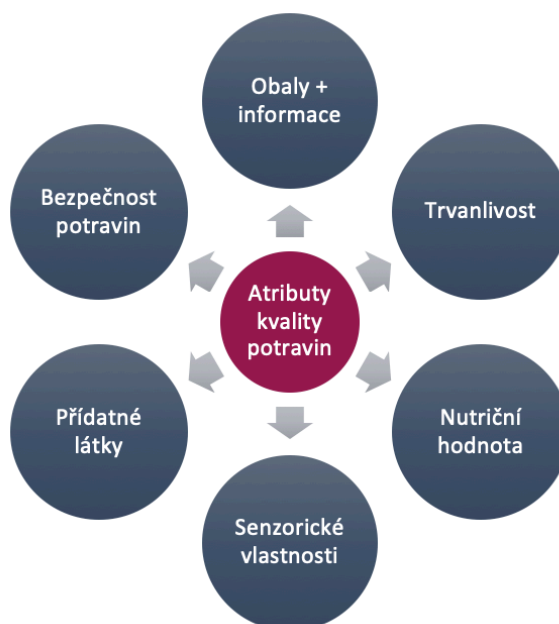 Obaly +
informace
Bezpečnost
potravin
Trvanlivost
Atributy
kvality
potravin
Přídatné
látky
Nutriční
hodnota
Senzorické
vlastnosti